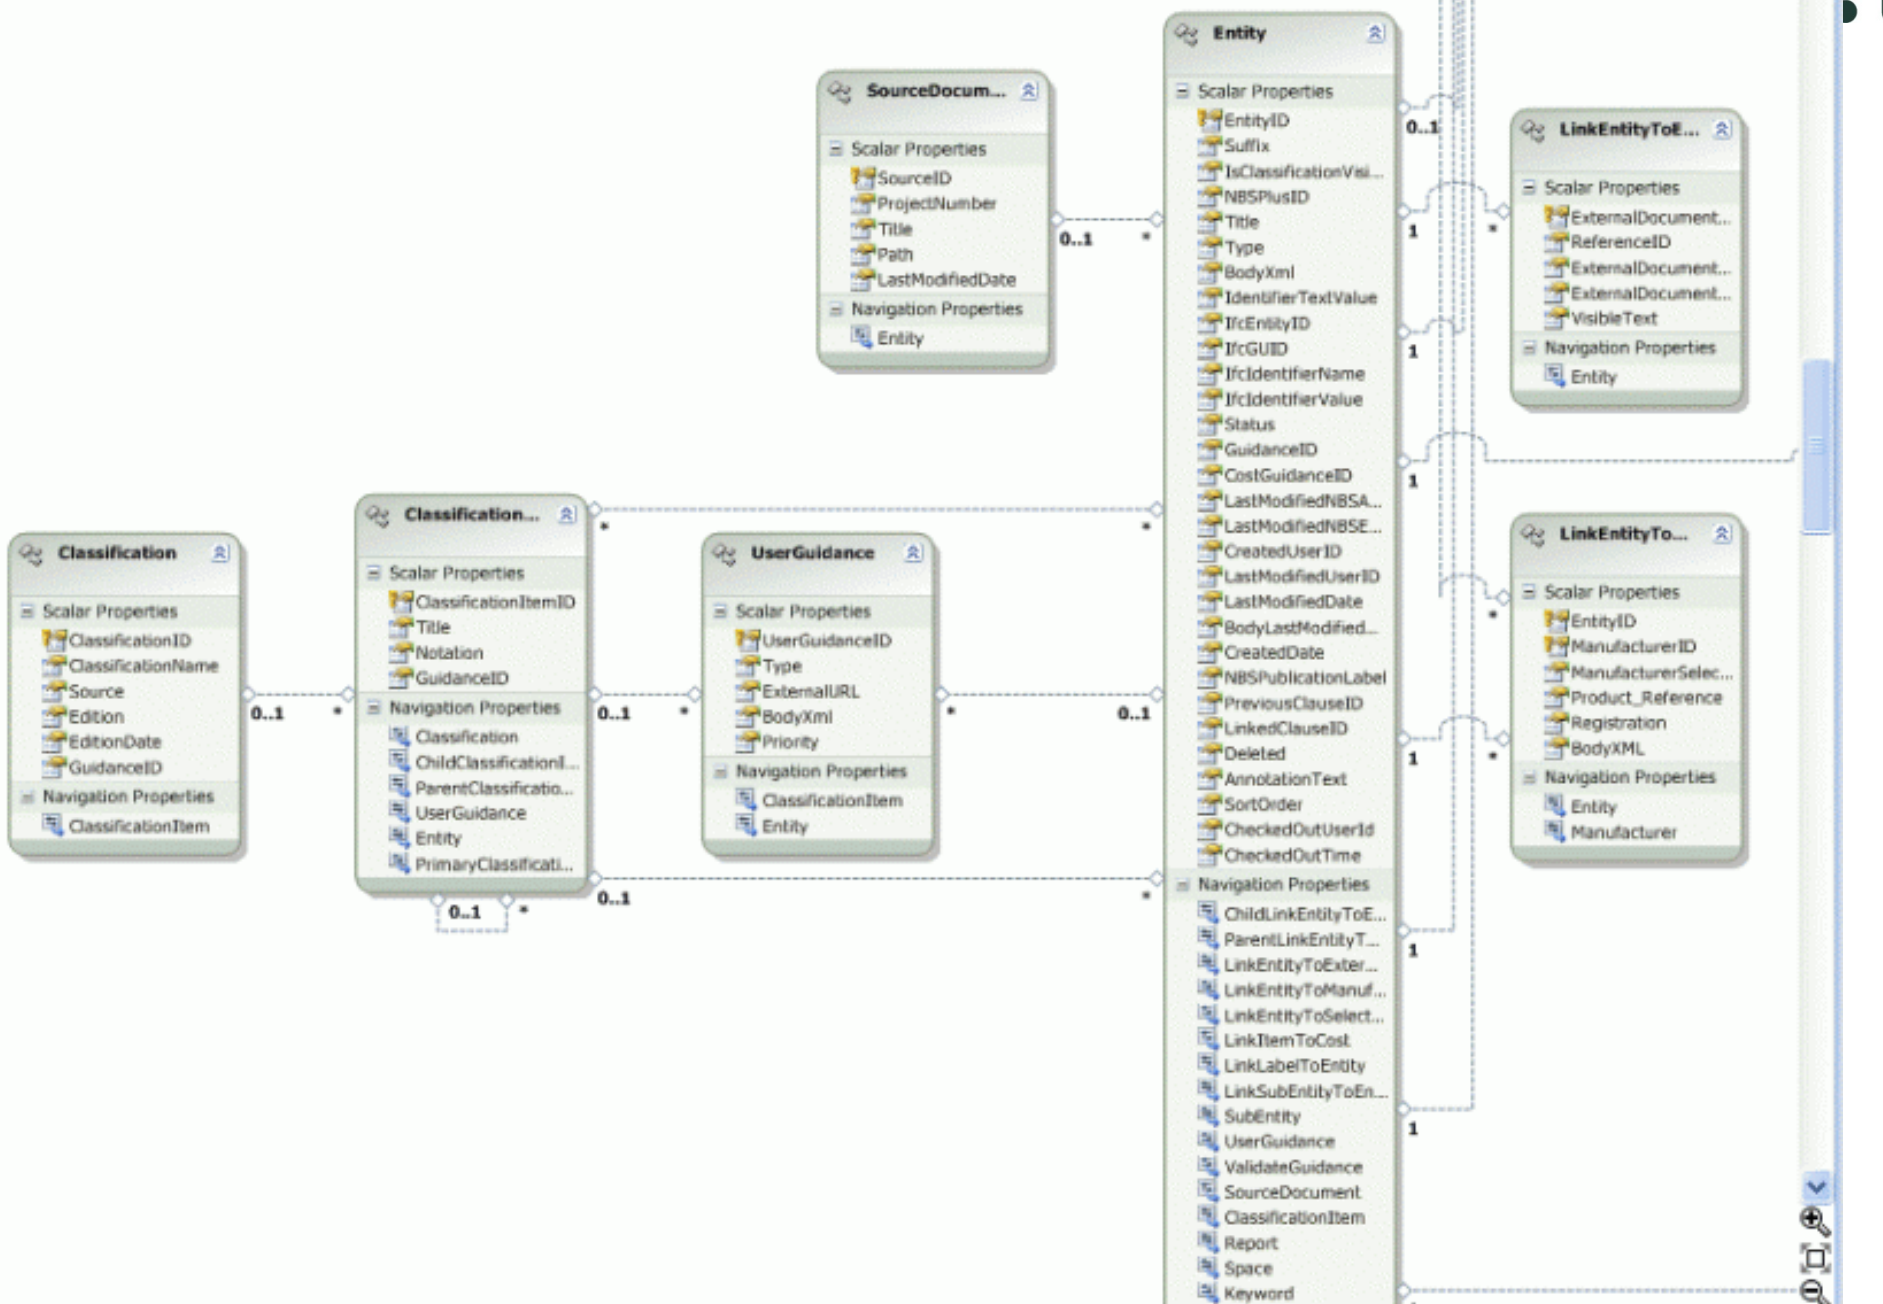 Classification
Scalar Properties
ClassificationID
ClassificationName
Source
Edition
EditionDate
GuidanceID
Navigation Properties
ClassificationItem
0..1
*
Classification...
Scalar Properties
ClassificationItemID
Title
Notation
GuidanceID
Navigation Properties
Classification
ChildClassificationI...
ParentClassificatio...
UserGuidance
Entity
PrimaryClassificati...
0..1
*
*
*
0..1
*
0..1
*
UserGuidance
Scalar Properties
UserGuidanceID
Type
ExternalURL
BodyXml
Priority
Navigation Properties
ClassificationItem
Entity
*
0..1
SourceDocum...
Scalar Properties
SourceID
ProjectNumber
Title
Path
LastModifiedDate
Navigation Properties
Entity
0..1
*
Entity
Scalar Properties
EntityID
Suffix
IsClassificationVisi...
NBSPlusID
Title
Type
BodyXml
IdentifierTextValue
IfcEntityID
IfcGUID
IfcIdentifierName
IfcIdentifierValue
Status
GuidanceID
CostGuidanceID
LastModifiedNBSA...
LastModifiedNBSE...
CreatedUserID
LastModifiedUserID
LastModifiedDate
BodyLastModified...
CreatedDate
NBSPublicationLabel
PreviousClauseID
LinkedClauseID
Deleted
AnnotationText
SortOrder
CheckedOutUserId
CheckedOutTime
Navigation Properties
ChildLinkEntityToE...
ParentLinkEntityT...
LinkEntityToExter...
LinkEntityToManuf...
LinkEntityToSelect...
LinkItemToCost
LinkLabelToEntity
LinkSubEntityToEn...
SubEntity
UserGuidance
ValidateGuidance
SourceDocument
ClassificationItem
Report
Space
Keyword
0..1
1
*
1
1
*
1
*
1
1
LinkEntityToE...
Scalar Properties
ExternalDocument...
ReferenceID
ExternalDocument...
ExternalDocument...
VisibleText
Navigation Properties
Entity
LinkEntityTo...
Scalar Properties
EntityID
ManufacturerID
ManufacturerSelec...
Product_Reference
Registration
BodyXML
Navigation Properties
Entity
Manufacturer